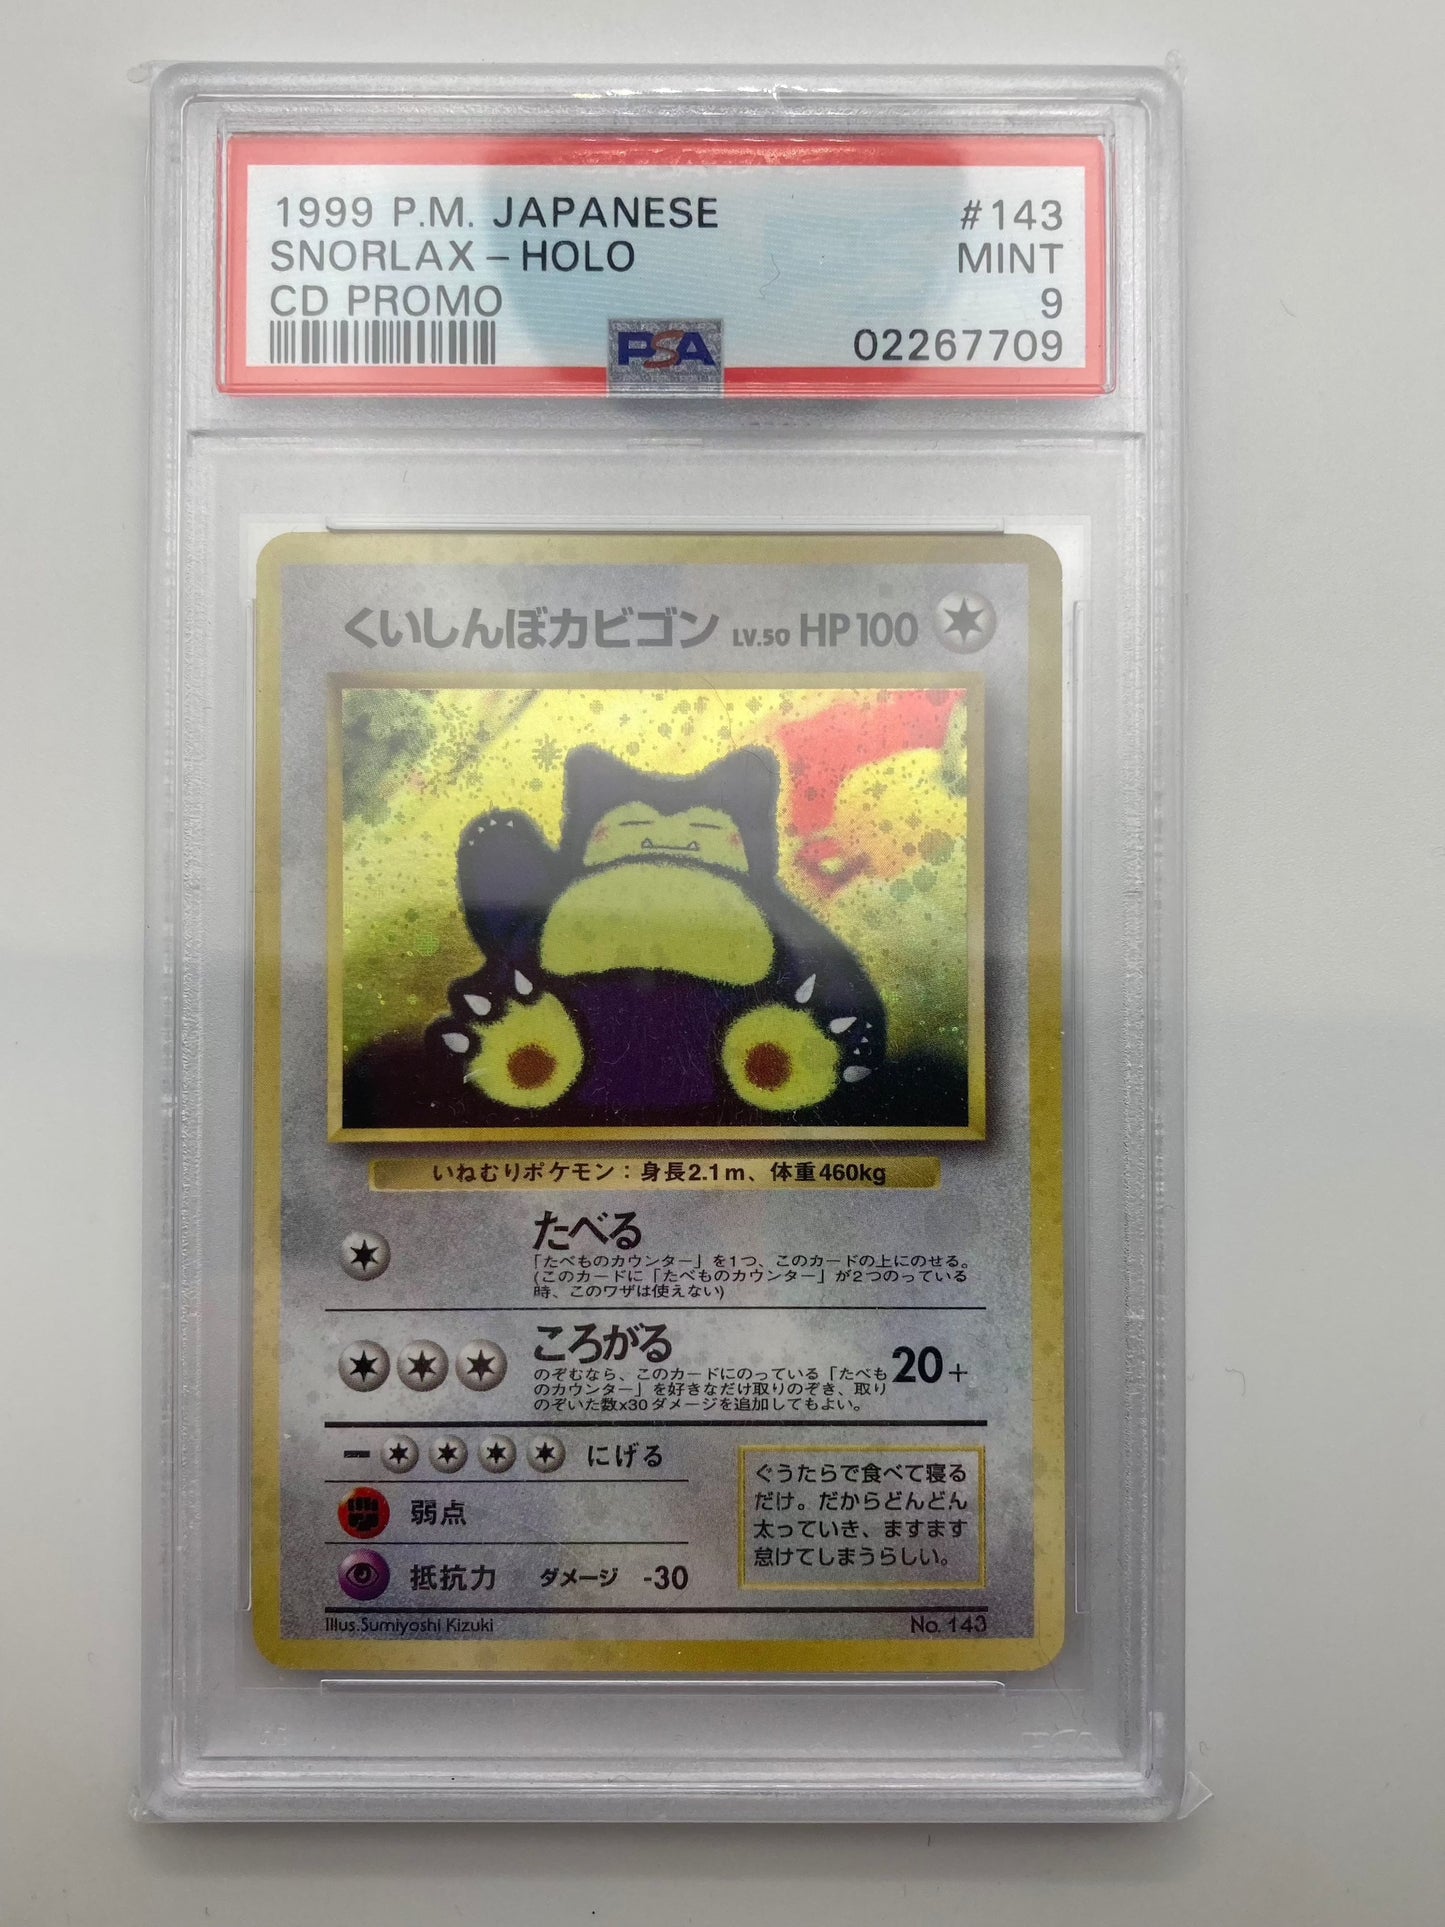 1999 P.M. JAPANESE #143
SNORLAX - HOLO MINT
CD PROMO 9
PSA 02267709
くいしんぼカビゴン LV.50 HP100
いねむりポケモン：身長2.1m、体重460kg
たべる
「たべものカウンター」を1つ、このカードの上にのせる。
(このカードに「たべものカウンター」が2つのっている
時、このワザは使えない)
ころがる
のぞむなら、このカードにのっている「たべも
のカウンター」を好きなだけ取りのぞき、取り
のぞいた数x30ダメージを追加してもよい。
20+
にげる
弱点
抵抗力 ダメージ -30
ぐうたらで食べて寝る
だけ。だからどんどん
太っていき、ますます
怠けてしまうらしい。
Illus.Sumiyoshi Kizuki No. 143